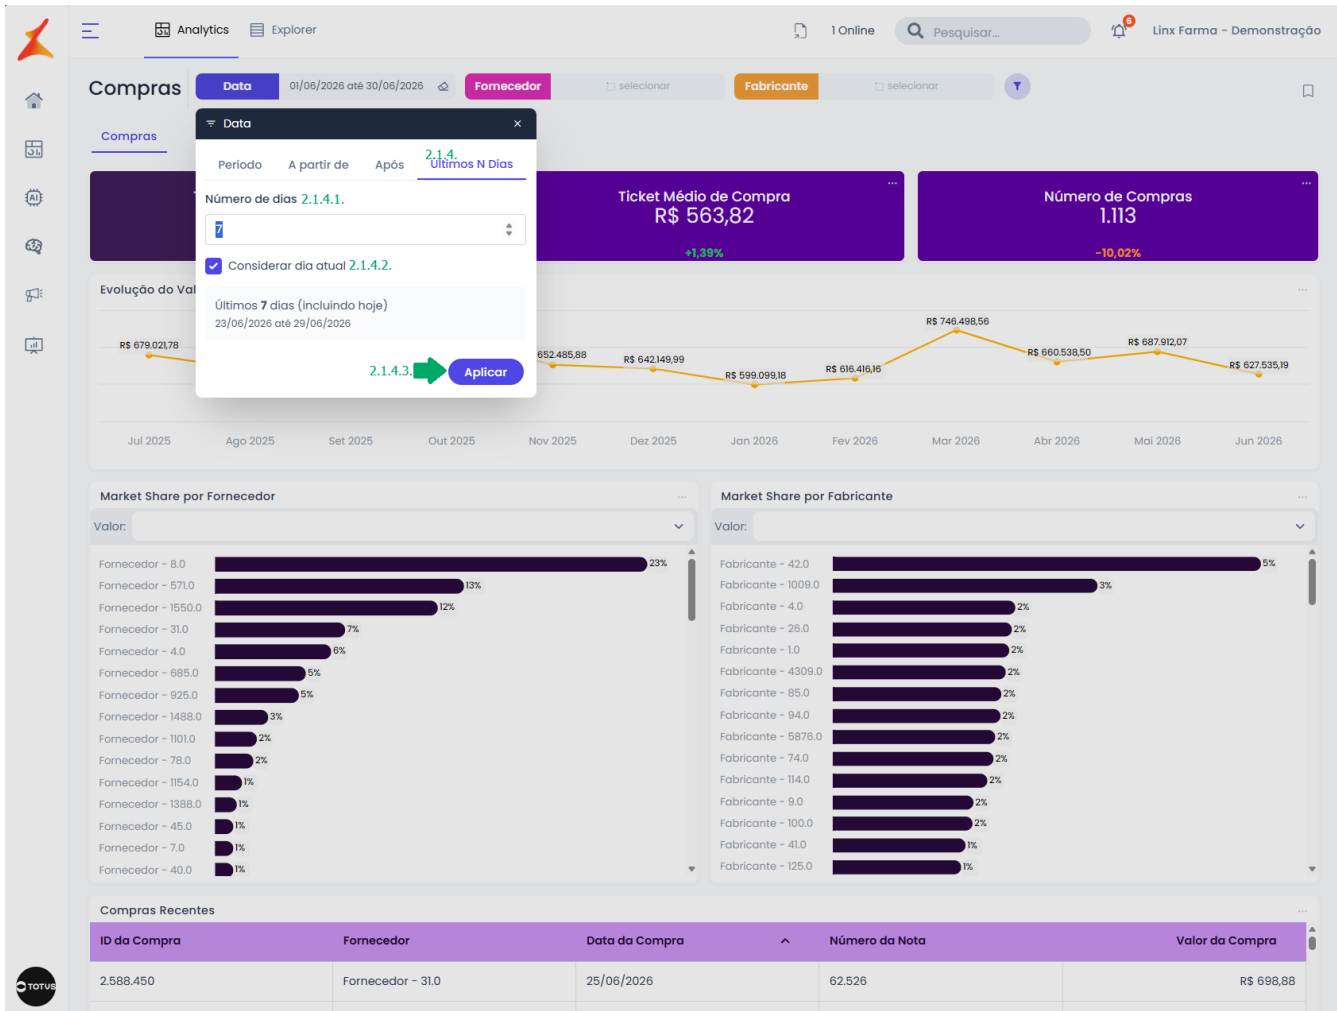 Analytics
Explorer
1 Online
Pesquisar...
6
Linx Farma - Demonstração
Compras
Data
01/06/2026 até 30/06/2026
Fornecedor
selecionar
Fabricante
selecionar
Compras
Data
×
Período
A partir de
Após
2.1.4.
Últimos N Dias
Número de dias 2.1.4.1.
7
Considerar dia atual 2.1.4.2.
Últimos 7 dias (incluindo hoje)
23/06/2026 até 29/06/2026
2.1.4.3.
Aplicar
Ticket Médio de Compra
R$ 563,82
+1,39%
Número de Compras
1.113
-10,02%
Evolução do Val
R$ 679.021,78
652.485,88
R$ 642.149,99
R$ 599.099,18
R$ 616.416,16
R$ 746.498,56
R$ 660.538,50
R$ 687.912,07
R$ 627.535,19
Jul 2025
Ago 2025
Set 2025
Out 2025
Nov 2025
Dez 2025
Jan 2026
Fev 2026
Mar 2026
Abr 2026
Mai 2026
Jun 2026
Market Share por Fornecedor
Valor:
Fornecedor - 8.0 23%
Fornecedor - 571.0 13%
Fornecedor - 1550.0 12%
Fornecedor - 31.0 7%
Fornecedor - 4.0 6%
Fornecedor - 685.0 5%
Fornecedor - 925.0 5%
Fornecedor - 1488.0 3%
Fornecedor - 1101.0 2%
Fornecedor - 78.0 2%
Fornecedor - 1154.0 1%
Fornecedor - 1388.0 1%
Fornecedor - 45.0 1%
Fornecedor - 7.0 1%
Fornecedor - 40.0 1%
Market Share por Fabricante
Valor:
Fabricante - 42.0 5%
Fabricante - 1009.0 3%
Fabricante - 4.0 2%
Fabricante - 26.0 2%
Fabricante - 1.0 2%
Fabricante - 4309.0 2%
Fabricante - 85.0 2%
Fabricante - 94.0 2%
Fabricante - 5876.0 2%
Fabricante - 74.0 2%
Fabricante - 114.0 2%
Fabricante - 9.0 2%
Fabricante - 100.0 2%
Fabricante - 41.0 1%
Fabricante - 125.0 1%
Compras Recentes
ID da Compra
Fornecedor
Data da Compra
Número da Nota
Valor da Compra
2.588.450
Fornecedor - 31.0
25/06/2026
62.526
R$ 698,88
AI
TOTVS